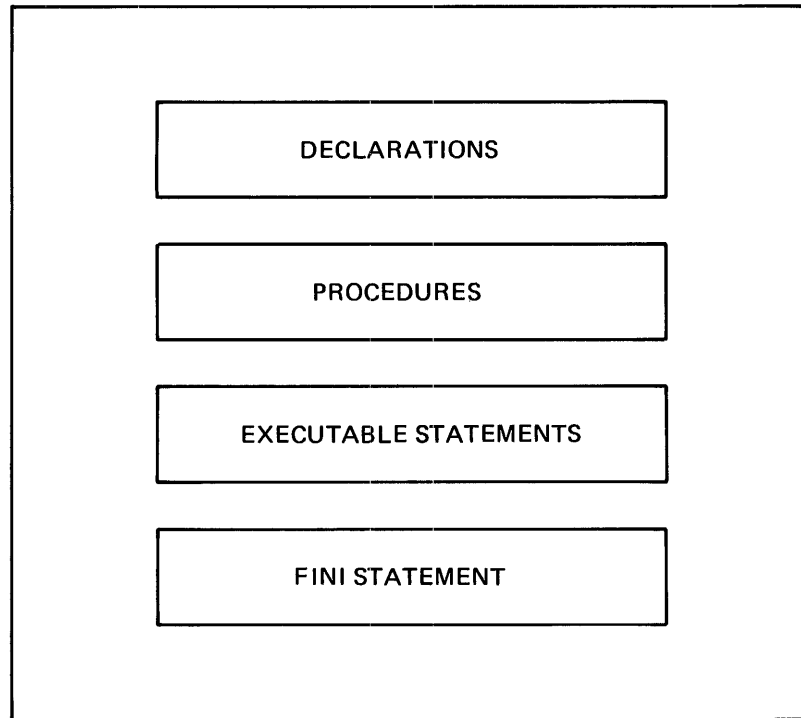 DECLARATIONS
PROCEDURES
EXECUTABLE STATEMENTS
FINI STATEMENT